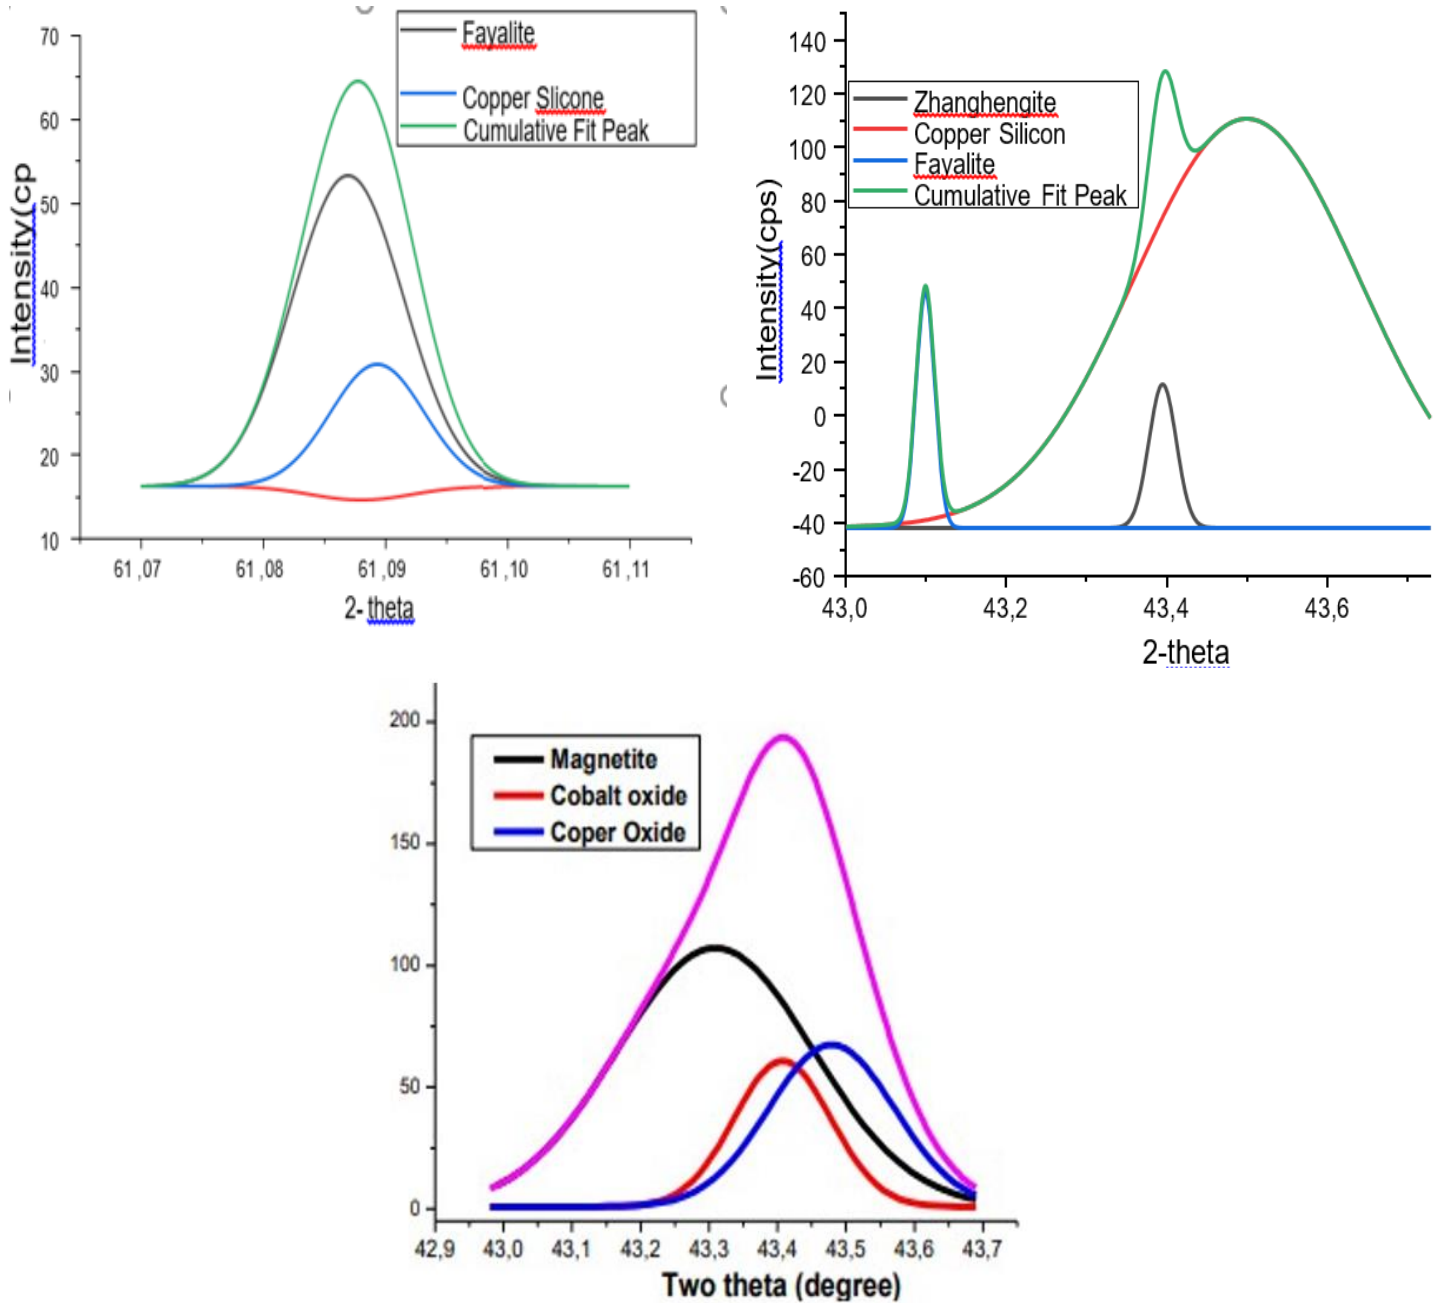 70
60
50
40
30
20
10
Intensity(cp
Fayalite
Copper Slicone
Cumulative Fit Peak
61,07 61,08 61,09 61,10 61,11
2- theta
140
120
100
80
60
40
20
0
-20
-40
-60
Intensity(cps)
Zhanghengite
Copper Silicon
Fayalite
Cumulative Fit Peak
43,0 43,2 43,4 43,6
2-theta
200
150
100
50
0
Magnetite
Cobalt oxide
Coper Oxide
42,9 43,0 43,1 43,2 43,3 43,4 43,5 43,6 43,7
Two theta (degree)